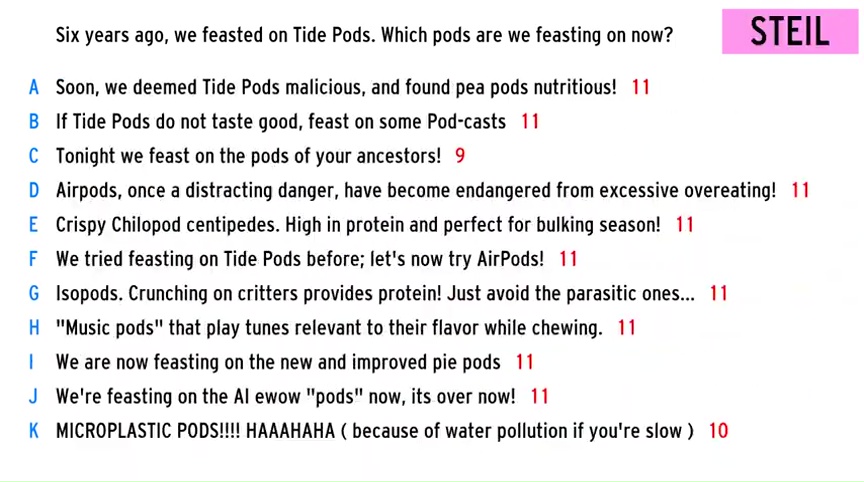 Six years ago, we feasted on Tide Pods. Which pods are we feasting on now?
STEIL
A Soon, we deemed Tide Pods malicious, and found pea pods nutritious! 11
B If Tide Pods do not taste good, feast on some Pod-casts 11
C Tonight we feast on the pods of your ancestors! 9
D Airpods, once a distracting danger, have become endangered from excessive overeating! 11
E Crispy Chilopod centipedes. High in protein and perfect for bulking season! 11
F We tried feasting on Tide Pods before; let's now try AirPods! 11
G Isopods. Crunching on critters provides protein! Just avoid the parasitic ones... 11
H "Music pods" that play tunes relevant to their flavor while chewing. 11
I We are now feasting on the new and improved pie pods 11
J We're feasting on the AI ewow "pods" now, its over now! 11
K MICROPLASTIC PODS!!!! HAAAHAHA ( because of water pollution if you're slow ) 10